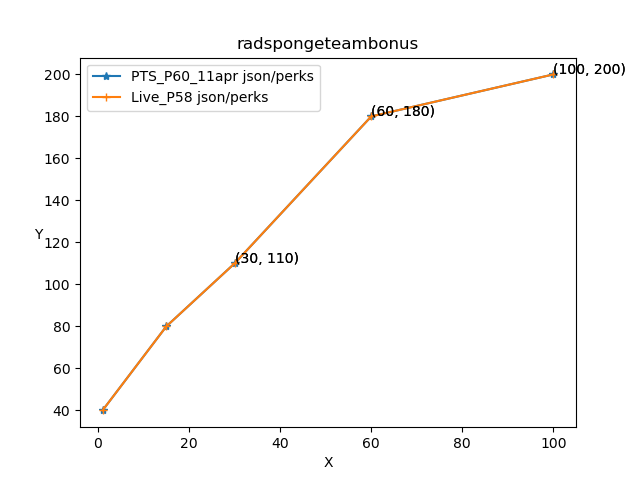 radspongeteambonus
PTS_P60_11apr json/perks
Live_P58 json/perks
(100, 200)
(60, 180)
(30, 110)
Y
200
180
160
140
120
100
80
60
40
0 20 40 60 80 100
X